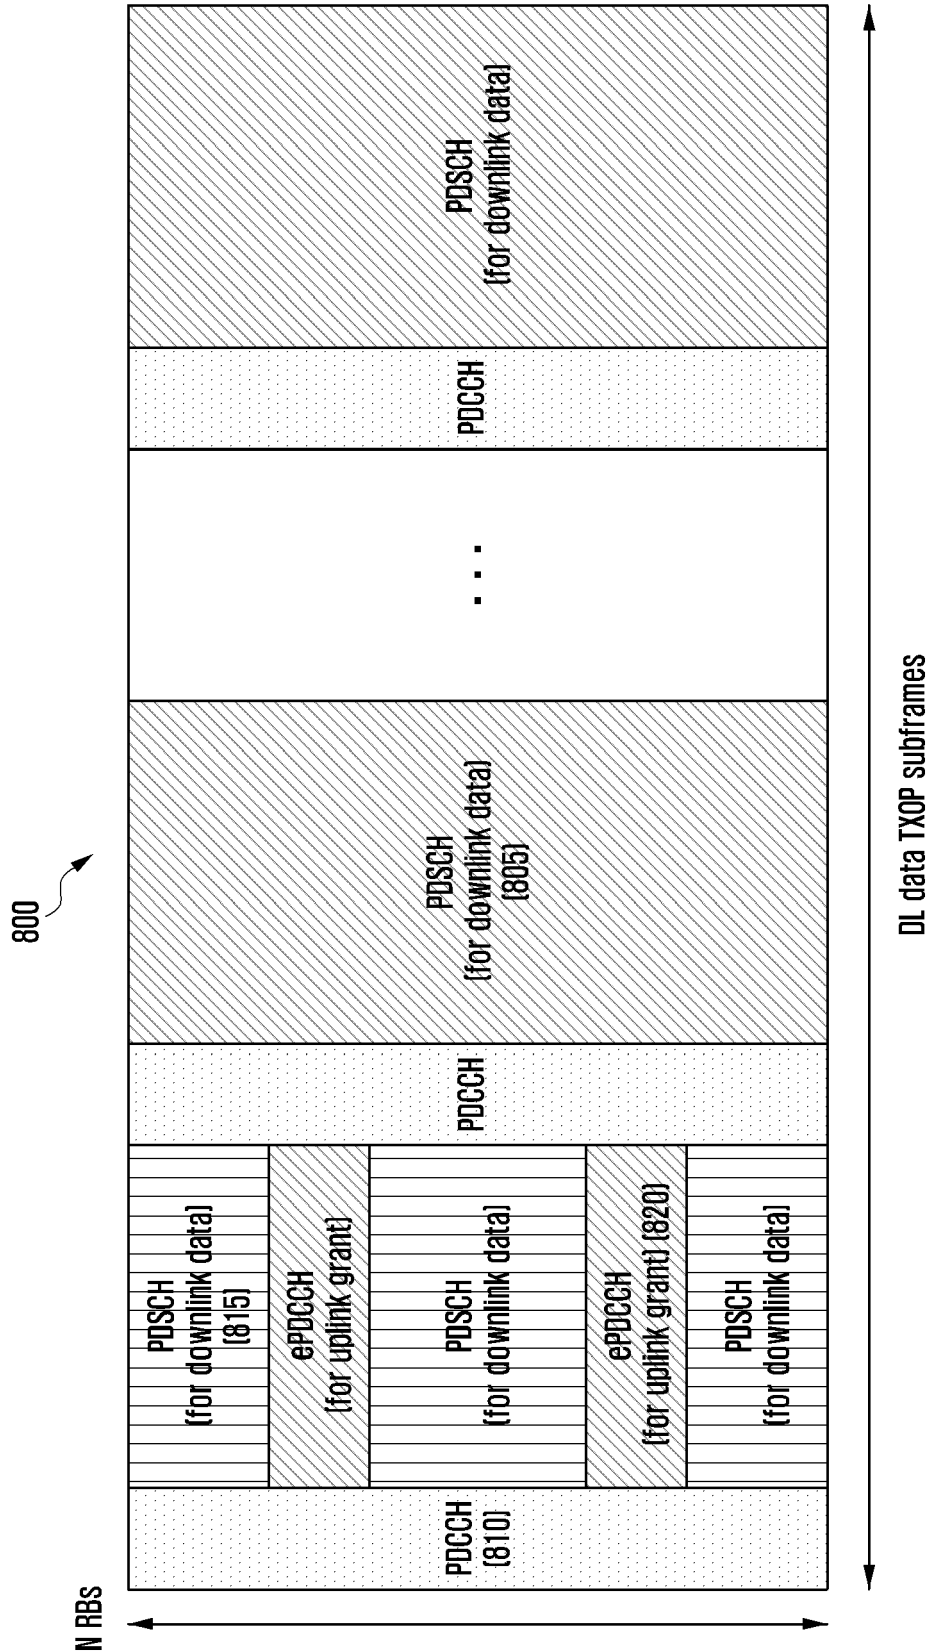 800
N RBs
PDCCH
(810)
PDSCH
(for downlink data)
(815)
ePDCCH
(for uplink grant)
PDSCH
(for downlink data)
ePDCCH
(for uplink grant) (820)
PDSCH
(for downlink data)
PDCCH
PDSCH
(for downlink data)
(805)
...
PDCCH
PDSCH
(for downlink data)
DL data TXOP subframes